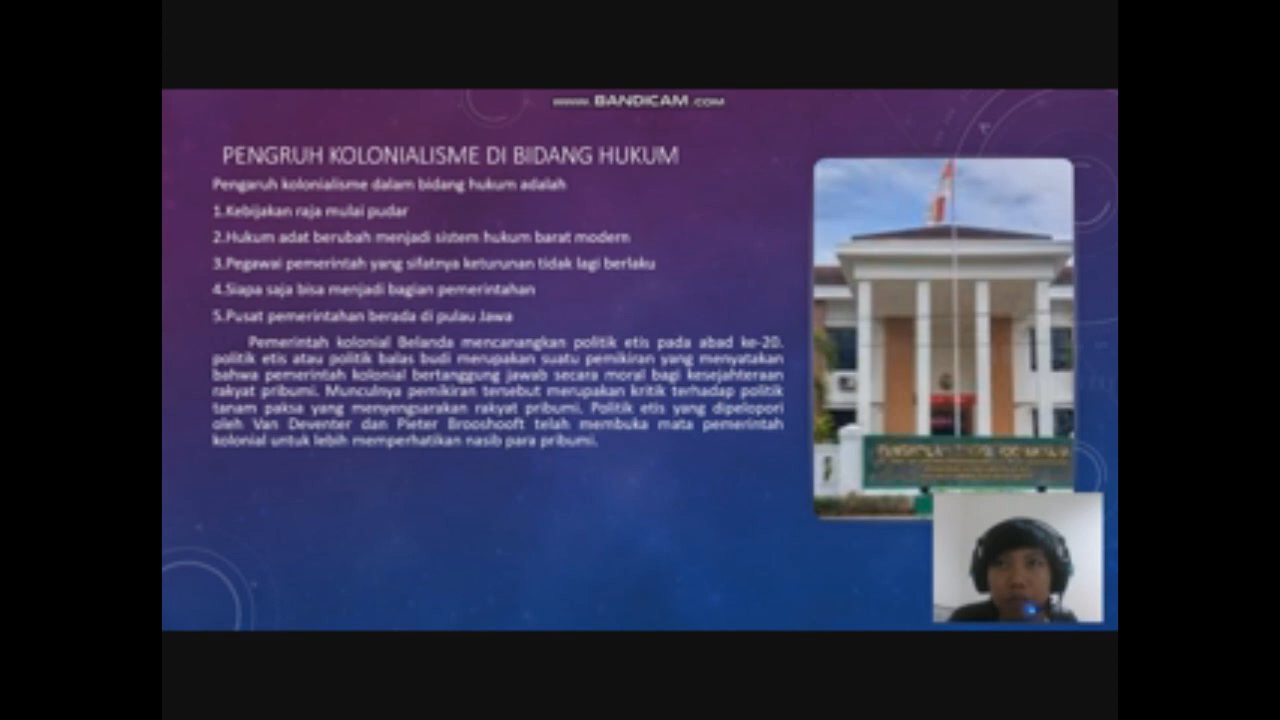 www.BANDICAM.COM
PENGRUH KOLONIALISME DI BIDANG HUKUM
Pengaruh kolonialisme dalam bidang hukum adalah
1.Kebijakan raja mulai pudar
2.Hukum adat berubah menjadi sistem hukum barat modern
3.Pegawai pemerintah yang sifatnya keturunan tidak lagi berlaku
4.Siapa saja bisa menjadi bagian pemerintahan
5.Pusat pemerintahan berada di pulau Jawa
Pemerintah kolonial Belanda mencanangkan politik etis pada abad ke-20.
politik etis atau politik balas budi merupakan suatu pemikiran yang menyatakan
bahwa pemerintah kolonial bertanggung jawab secara moral bagi kesejahteraan
rakyat pribumi. Munculnya pemikiran tersebut merupakan kritik terhadap politik
tanam paksa yang menyengsarakan rakyat pribumi. Politik etis yang dipelopori
oleh Van Deventer dan Pieter Brooshooft telah membuka mata pemerintah
kolonial untuk lebih memperhatikan nasib para pribumi.